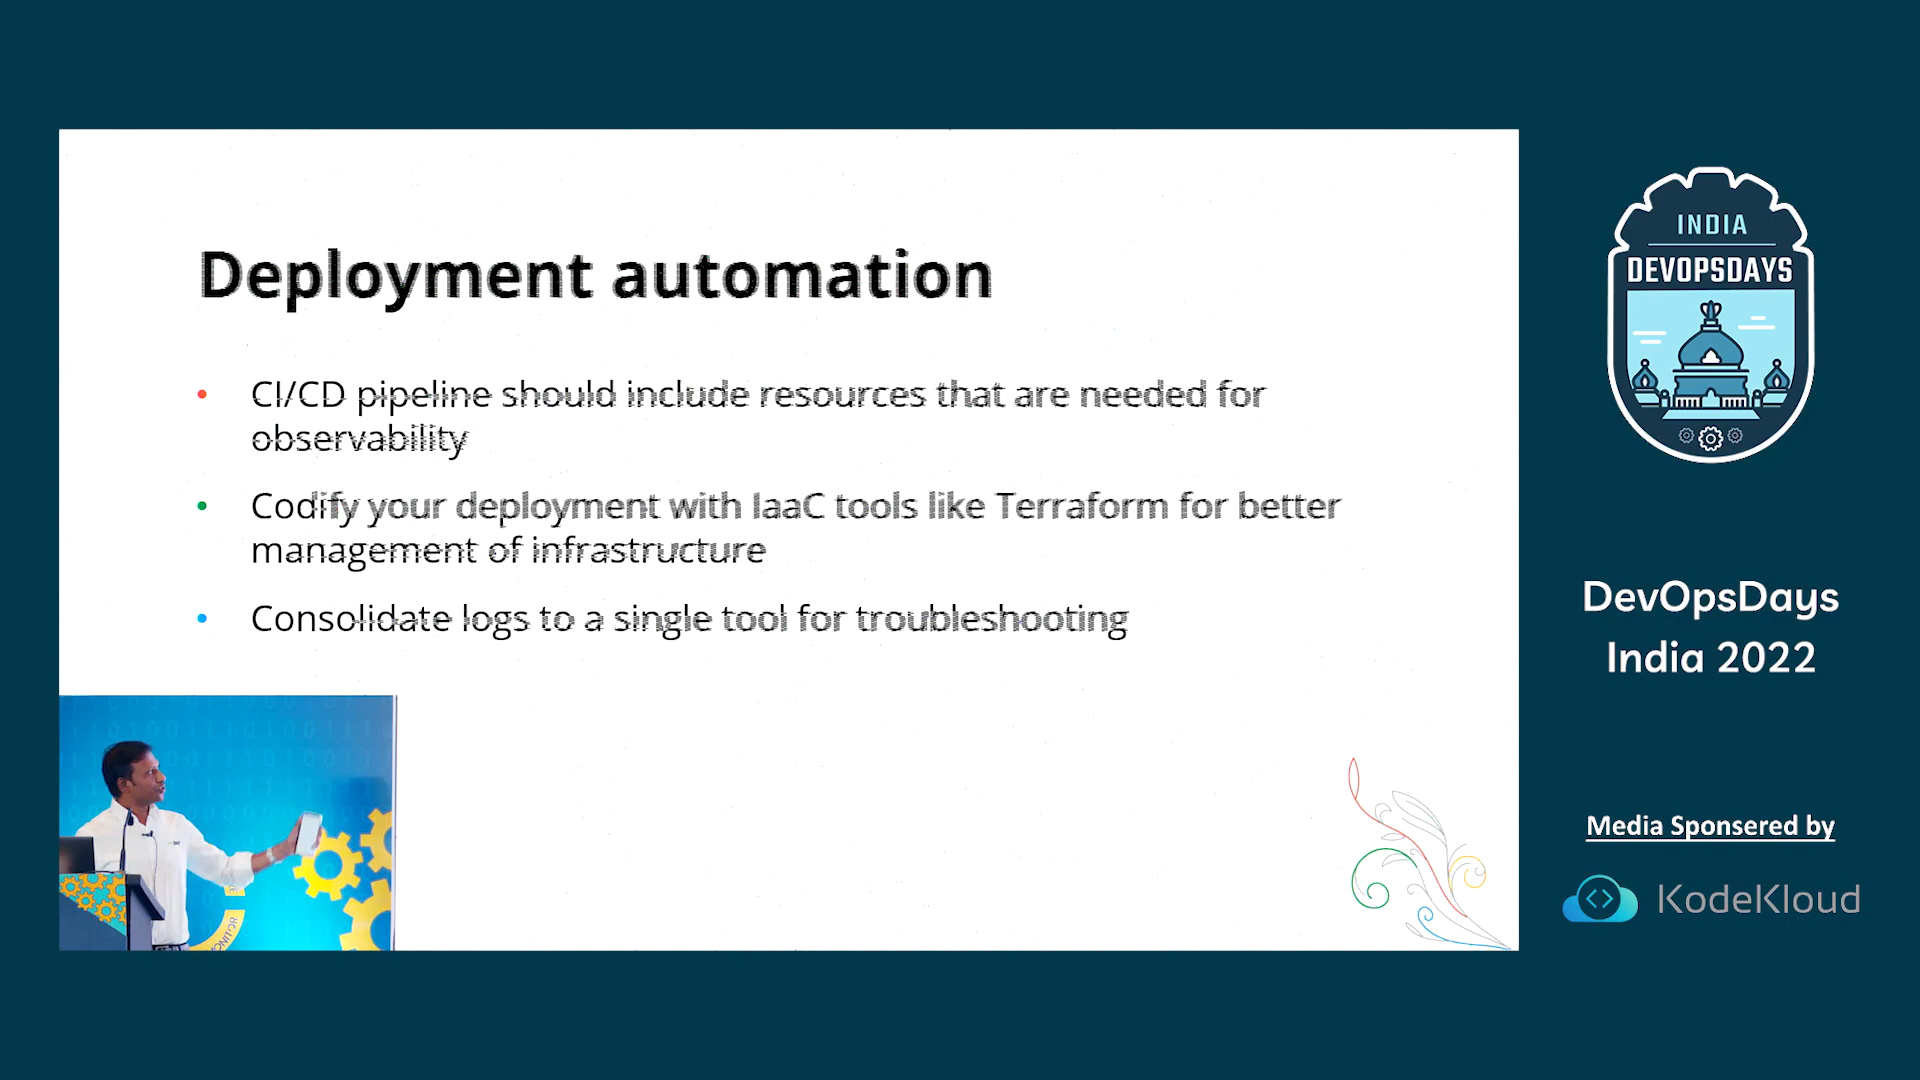 Deployment automation
CI/CD pipeline should include resources that are needed for
observability
Codify your deployment with IaaC tools like Terraform for better
management of infrastructure
Consolidate logs to a single tool for troubleshooting
INDIA
DEVOPSDAYS
DevOpsDays
India 2022
Media Sponsered by
KodeKloud